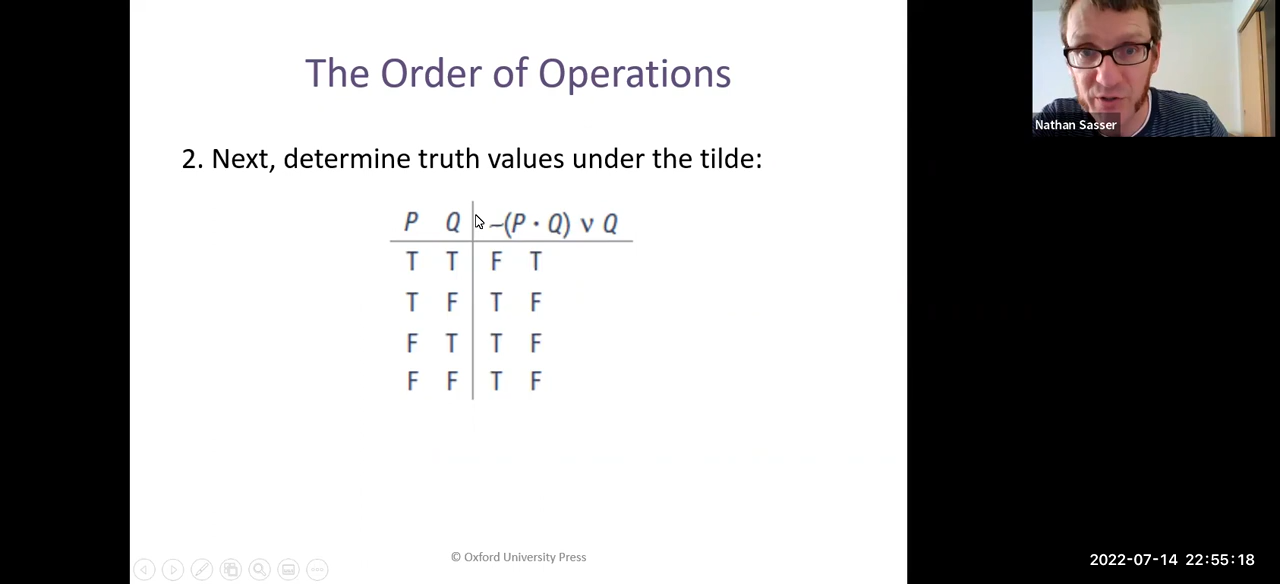 The Order of Operations
Nathan Sasser
2. Next, determine truth values under the tilde:
P Q ~(P · Q) v Q
T T F T
T F T F
F T T F
F F T F
© Oxford University Press
2022-07-14 22:55:18